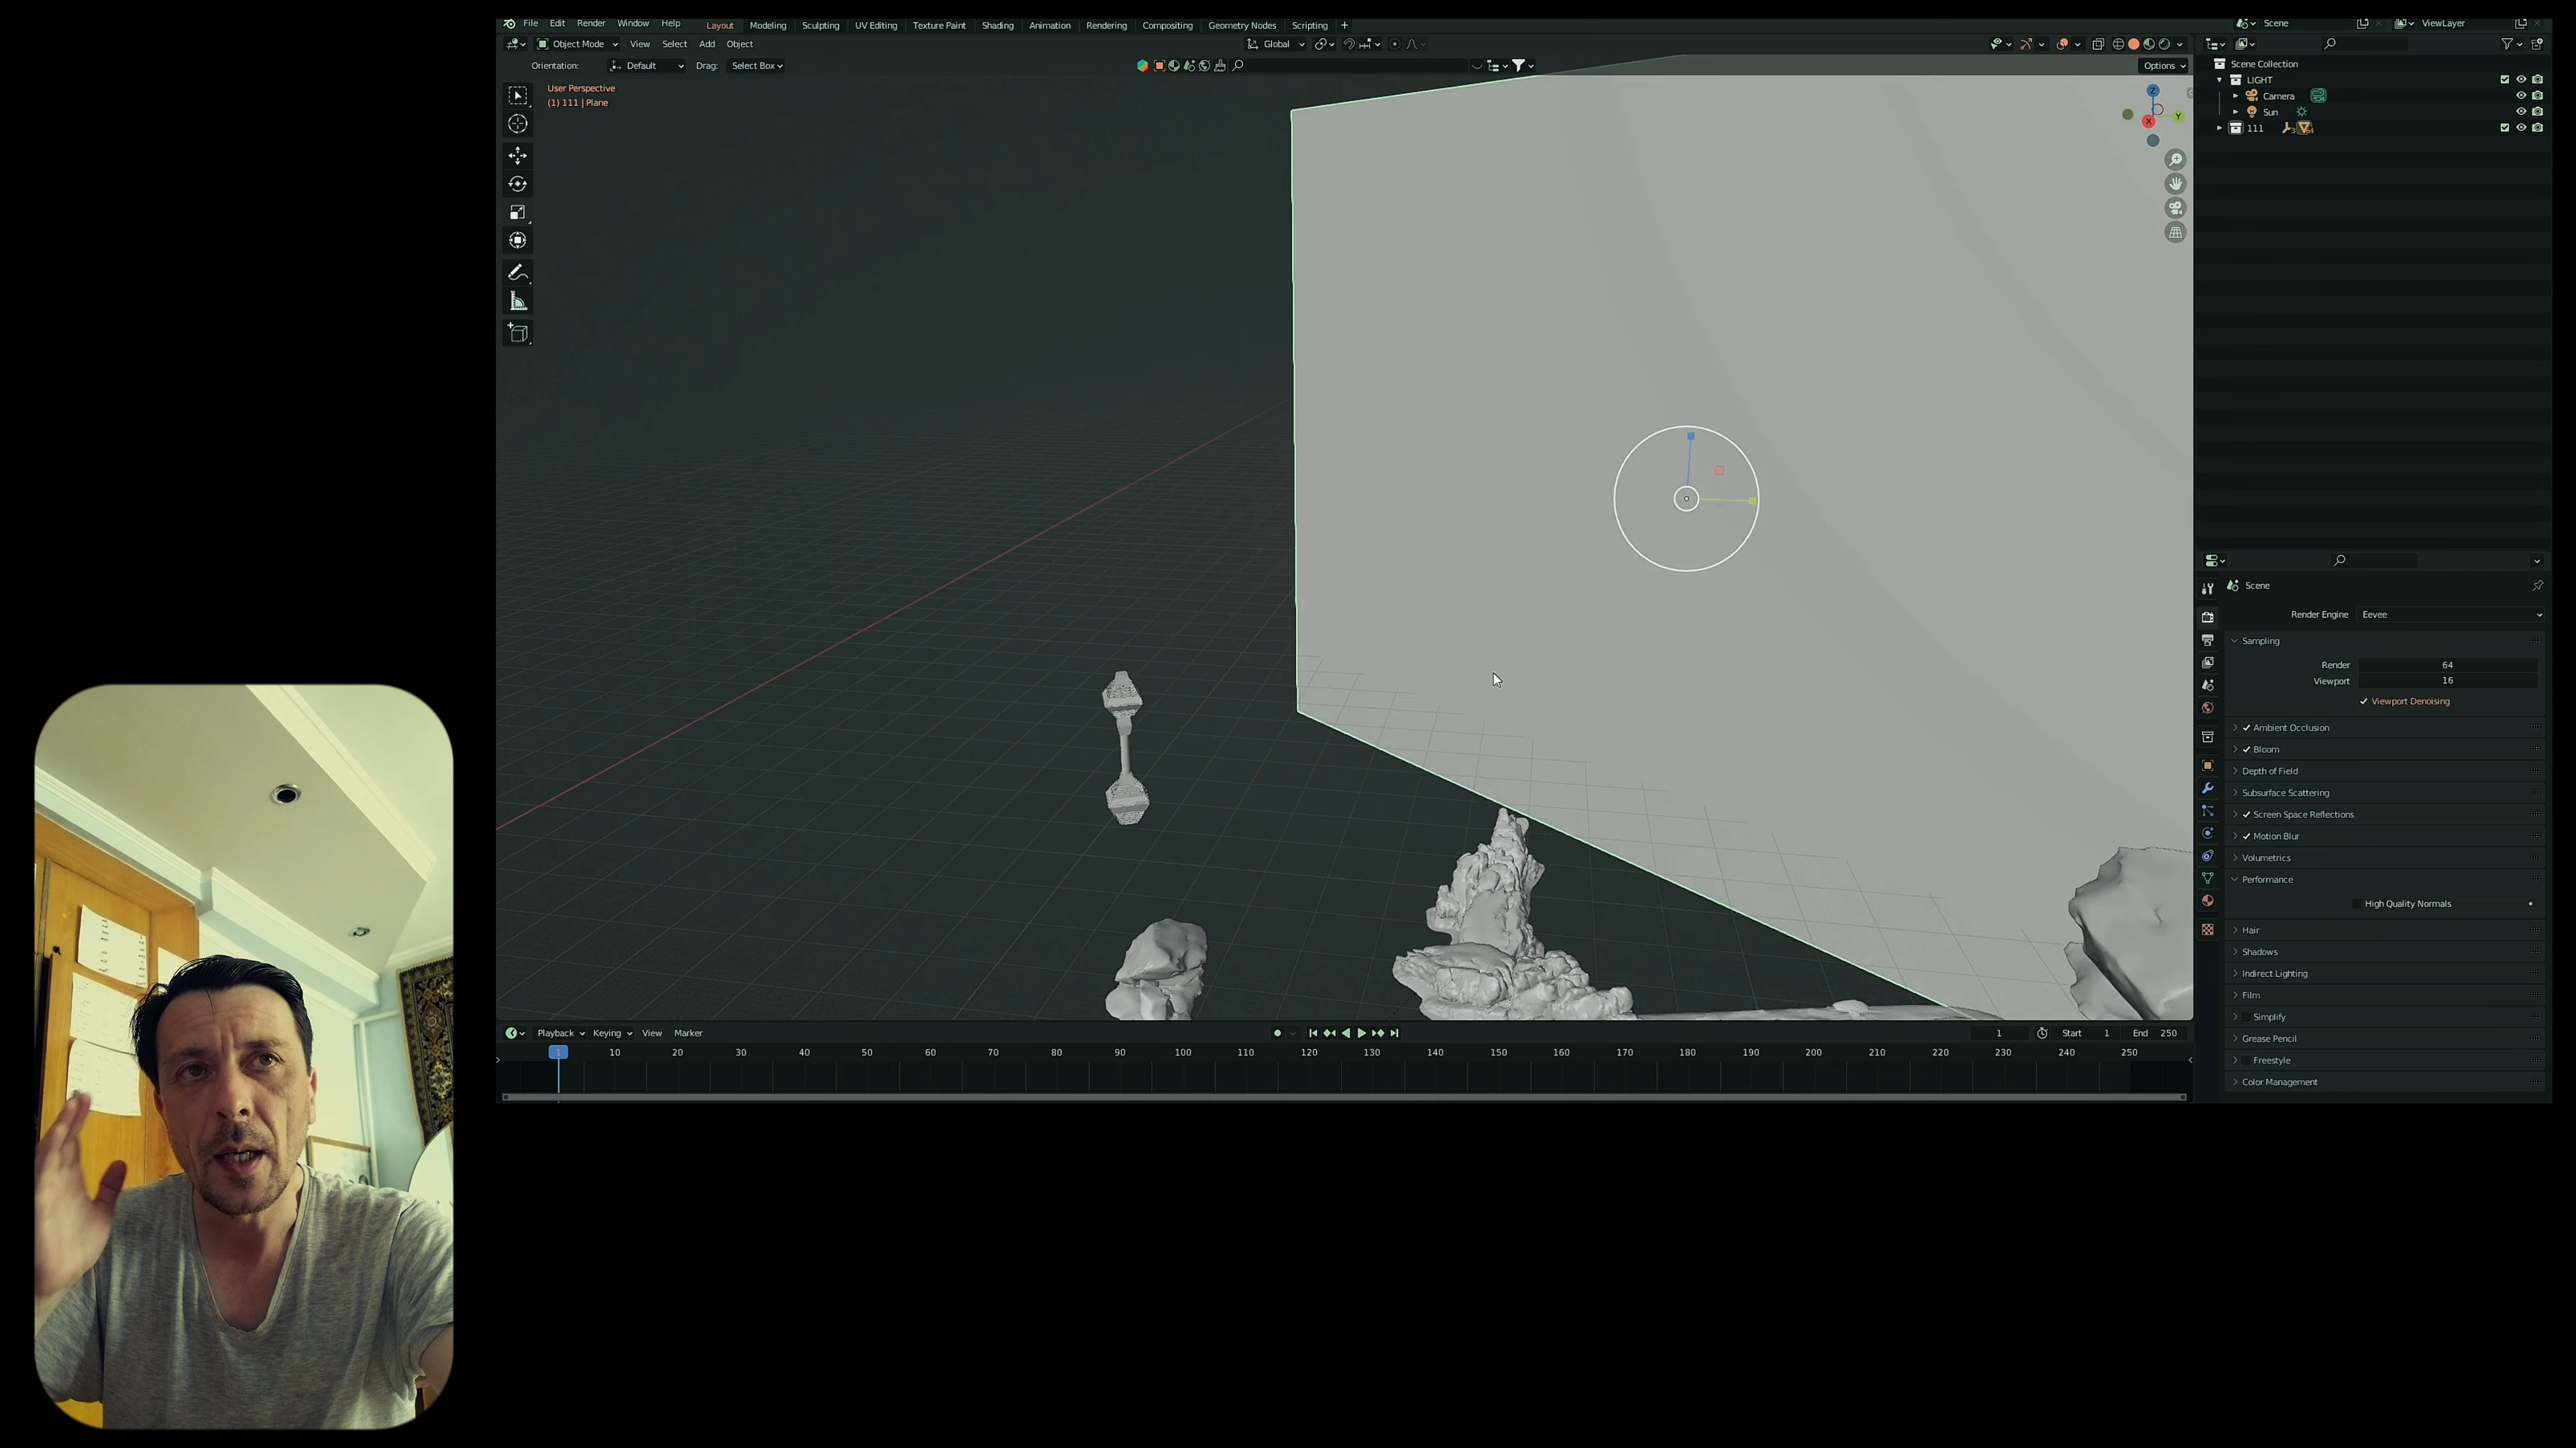 File Edit Render Window Help Layout Modeling Sculpting UV Editing Texture Paint Shading Animation Rendering Compositing Geometry Nodes Scripting + Scene ViewLayer
Object Mode View Select Add Object Global
Orientation: Default Drag: Select Box Options
User Perspective
(1) 111 | Plane
Z
Y
X
Scene Collection
LIGHT
Camera
Sun
111
Scene
Render Engine Eevee
Sampling
Render 64
Viewport 16
Viewport Denoising
Ambient Occlusion
Bloom
Depth of Field
Subsurface Scattering
Screen Space Reflections
Motion Blur
Volumetrics
Performance
High Quality Normals
Hair
Shadows
Indirect Lighting
Film
Simplify
Grease Pencil
Freestyle
Color Management
Playback Keying View Marker 1 Start 1 End 250
1 10 20 30 40 50 60 70 80 90 100 110 120 130 140 150 160 170 180 190 200 210 220 230 240 250